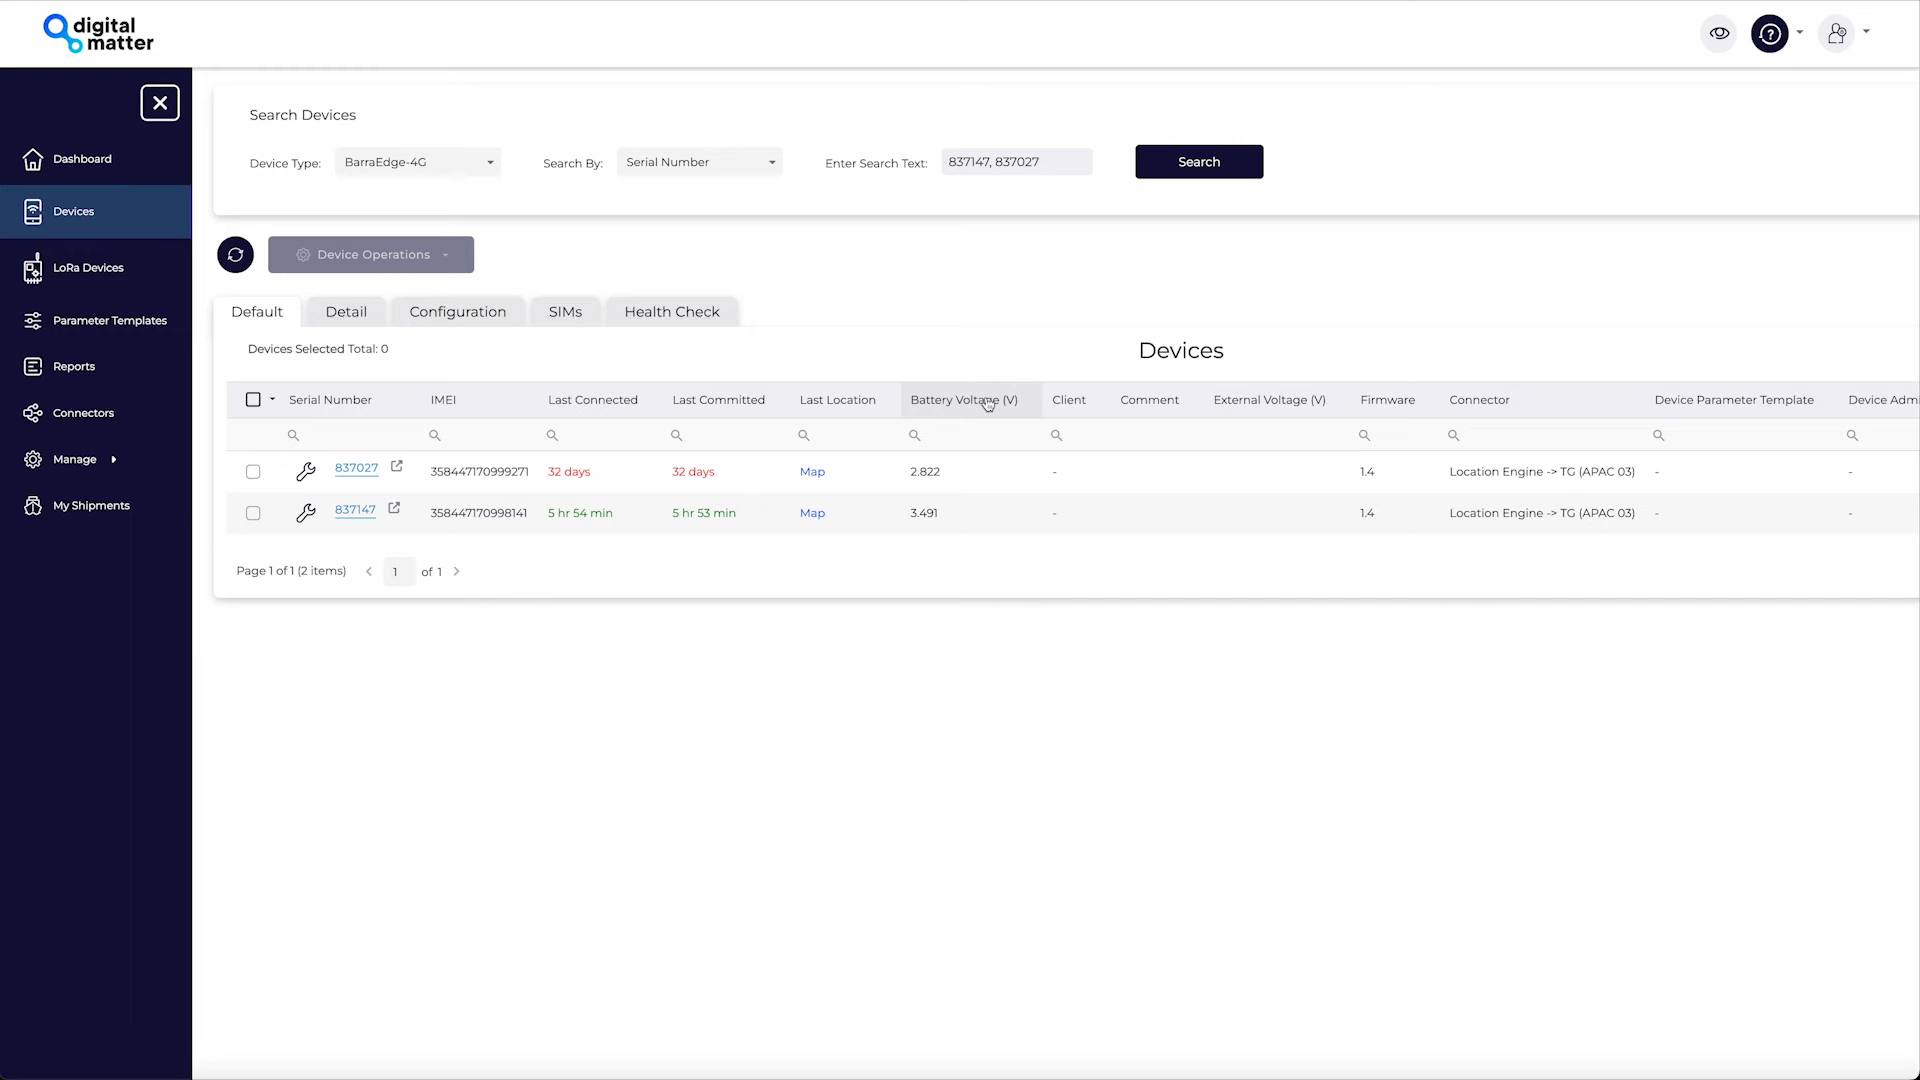 digital
matter
Dashboard
Devices
LoRa Devices
Parameter Templates
Reports
Connectors
Manage
My Shipments
Search Devices
Device Type: BarraEdge-4G Search By: Serial Number Enter Search Text: 837147, 837027 Search
Device Operations
Default Detail Configuration SIMs Health Check
Devices Selected Total: 0
Devices
Serial Number IMEI Last Connected Last Committed Last Location Battery Voltage (V) Client Comment External Voltage (V) Firmware Connector Device Parameter Template Device Admi
837027 358447170999271 32 days 32 days Map 2.822 - 1.4 Location Engine -> TG (APAC 03) - -
837147 358447170998141 5 hr 54 min 5 hr 53 min Map 3.491 - 1.4 Location Engine -> TG (APAC 03) - -
Page 1 of 1 (2 items) < 1 of 1 >